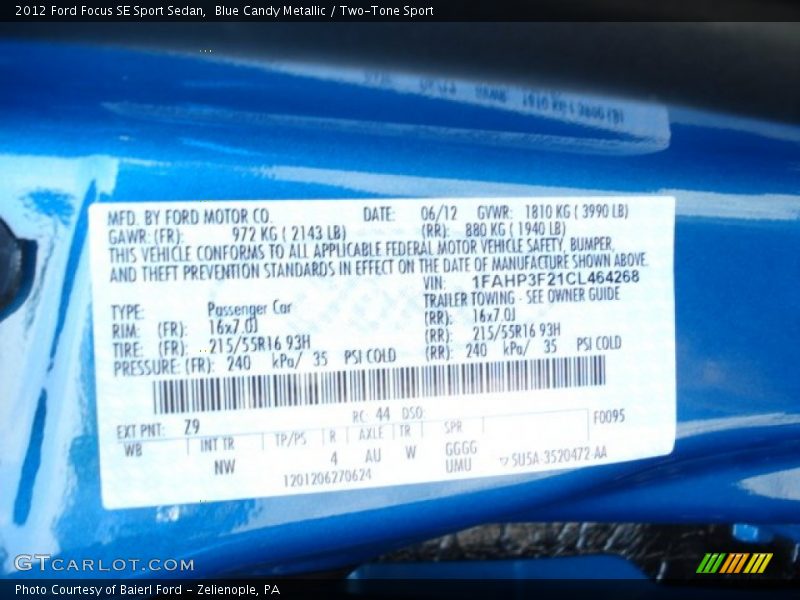 2012 Ford Focus SE Sport Sedan, Blue Candy Metallic / Two-Tone Sport
MFD. BY FORD MOTOR CO. DATE: 06/12 GVWR: 1810 KG ( 3990 LB)
GAWR: (FR): 972 KG ( 2143 LB) (RR): 880 KG ( 1940 LB)
THIS VEHICLE CONFORMS TO ALL APPLICABLE FEDERAL MOTOR VEHICLE SAFETY, BUMPER,
AND THEFT PREVENTION STANDARDS IN EFFECT ON THE DATE OF MANUFACTURE SHOWN ABOVE.
VIN: 1FAHP3F21CL464268
TYPE: Passenger Car TRAILER TOWING - SEE OWNER GUIDE
RIM: (FR): 16x7.0J (RR): 16x7.0J
TIRE: (FR): 215/55R16 93H (RR): 215/55R16 93H
PRESSURE: (FR): 240 kPa/ 35 PSI COLD (RR): 240 kPa/ 35 PSI COLD
EXT PNT: Z9 RC: 44 DSO: F0095
WB INT TR TP/PS R AXLE TR SPR
NW 4 AU W GGGG
UMU
1201206270624 5U5A-3520472-AA
GTCARLOT.COM
Photo Courtesy of Baierl Ford - Zelienople, PA